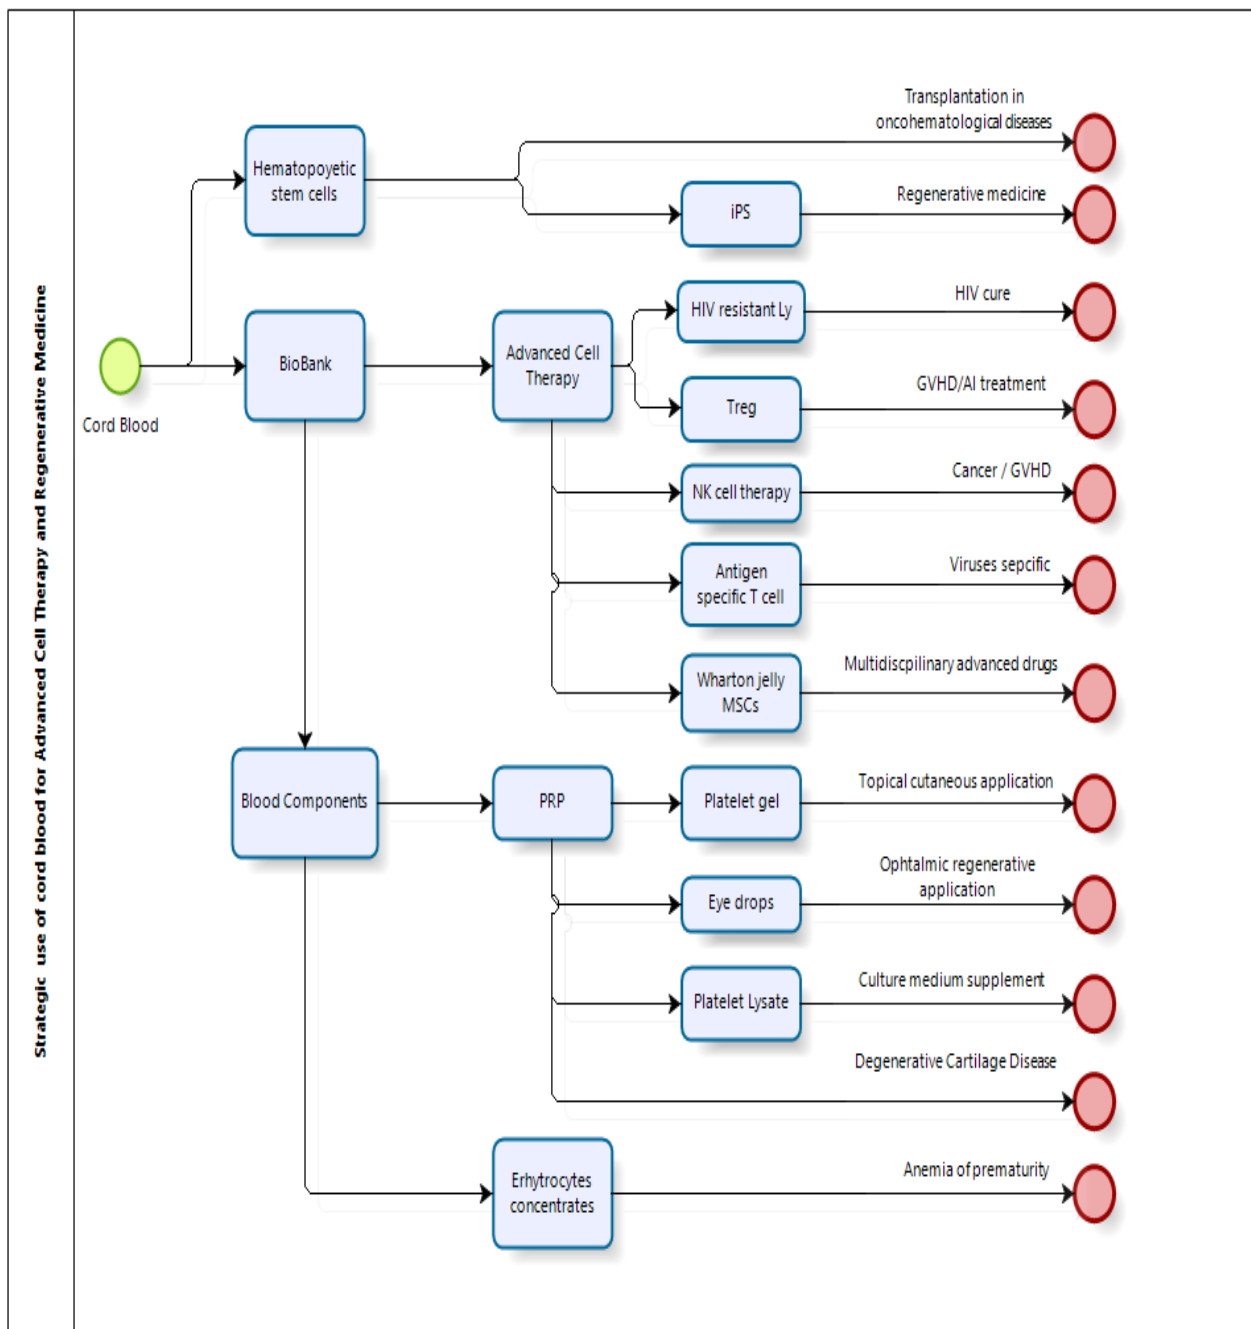 Strategic use of cord blood for Advanced Cell Therapy and Regenerative Medicine
Cord Blood
Hematopoyetic
stem cells
Transplantation in
oncohematological diseases
iPS
Regenerative medicine
BioBank
Advanced Cell
Therapy
HIV resistant Ly
HIV cure
Treg
GVHD/AI treatment
NK cell therapy
Cancer / GVHD
Antigen
specific T cell
Viruses sepcific
Wharton jelly
MSCs
Multidiscpilinary advanced drugs
Blood Components
PRP
Platelet gel
Topical cutaneous application
Eye drops
Ophtalmic regenerative
application
Platelet Lysate
Culture medium supplement
Degenerative Cartilage Disease
Erhytrocytes
concentrates
Anemia of prematurity